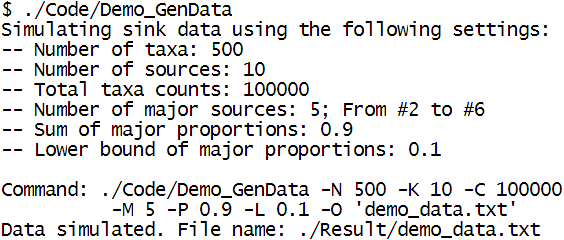 $ ./Code/Demo_GenData
Simulating sink data using the following settings:
-- Number of taxa: 500
-- Number of sources: 10
-- Total taxa counts: 100000
-- Number of major sources: 5; From #2 to #6
-- Sum of major proportions: 0.9
-- Lower bound of major proportions: 0.1
Command: ./Code/Demo_GenData -N 500 -K 10 -C 100000
-M 5 -P 0.9 -L 0.1 -O 'demo_data.txt'
Data simulated. File name: ./Result/demo_data.txt